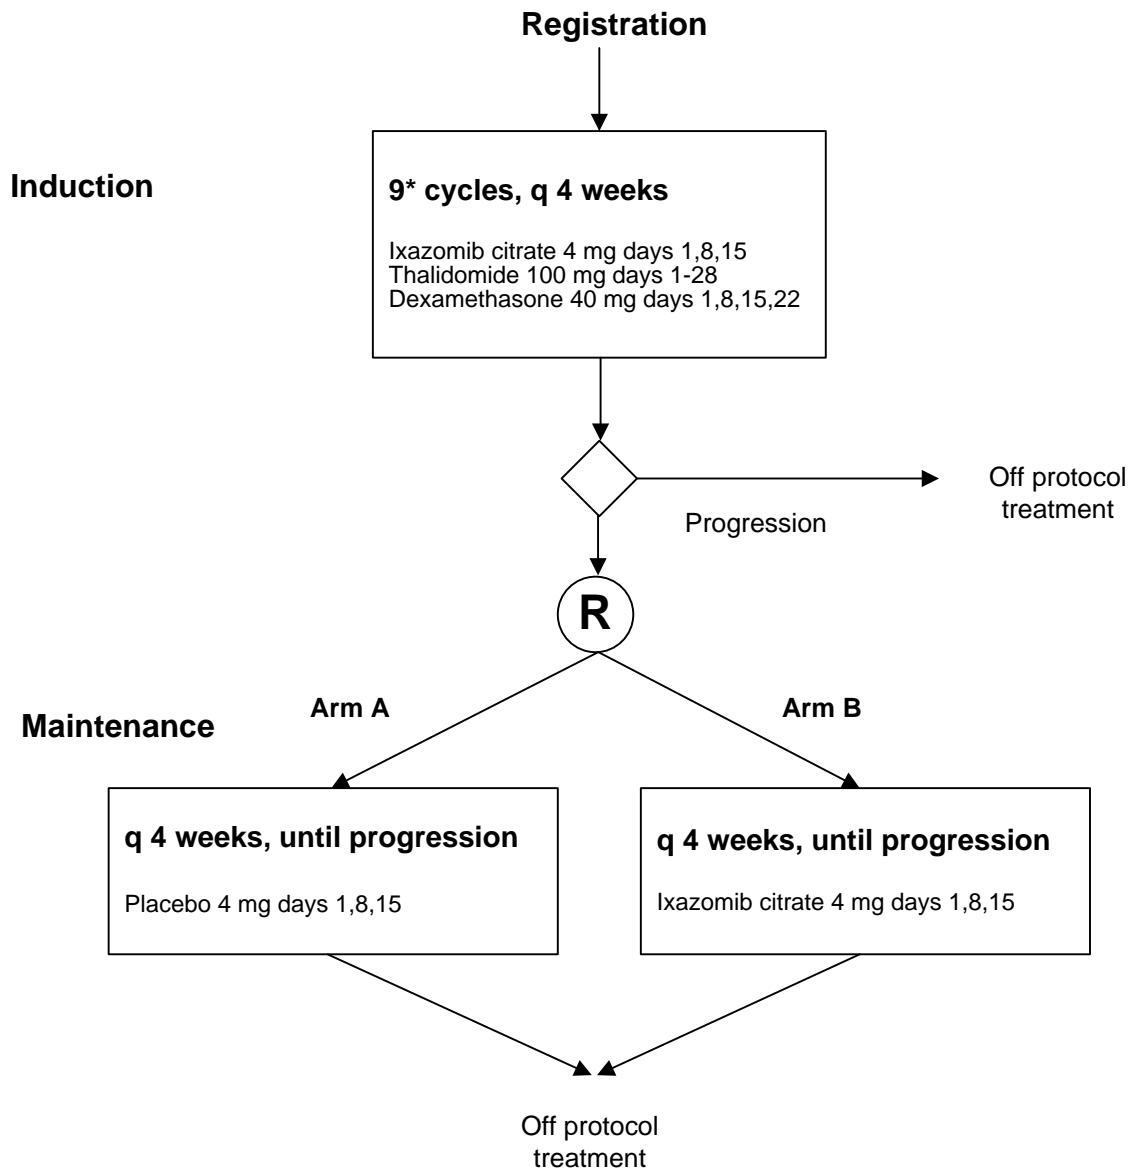 Registration
Induction
9* cycles, q 4 weeks
Ixazomib citrate 4 mg days 1,8,15
Thalidomide 100 mg days 1-28
Dexamethasone 40 mg days 1,8,15,22
Off protocol
treatment
Progression
R
Maintenance
Arm A
Arm B
q 4 weeks, until progression
Placebo 4 mg days 1,8,15
q 4 weeks, until progression
Ixazomib citrate 4 mg days 1,8,15
Off protocol
treatment